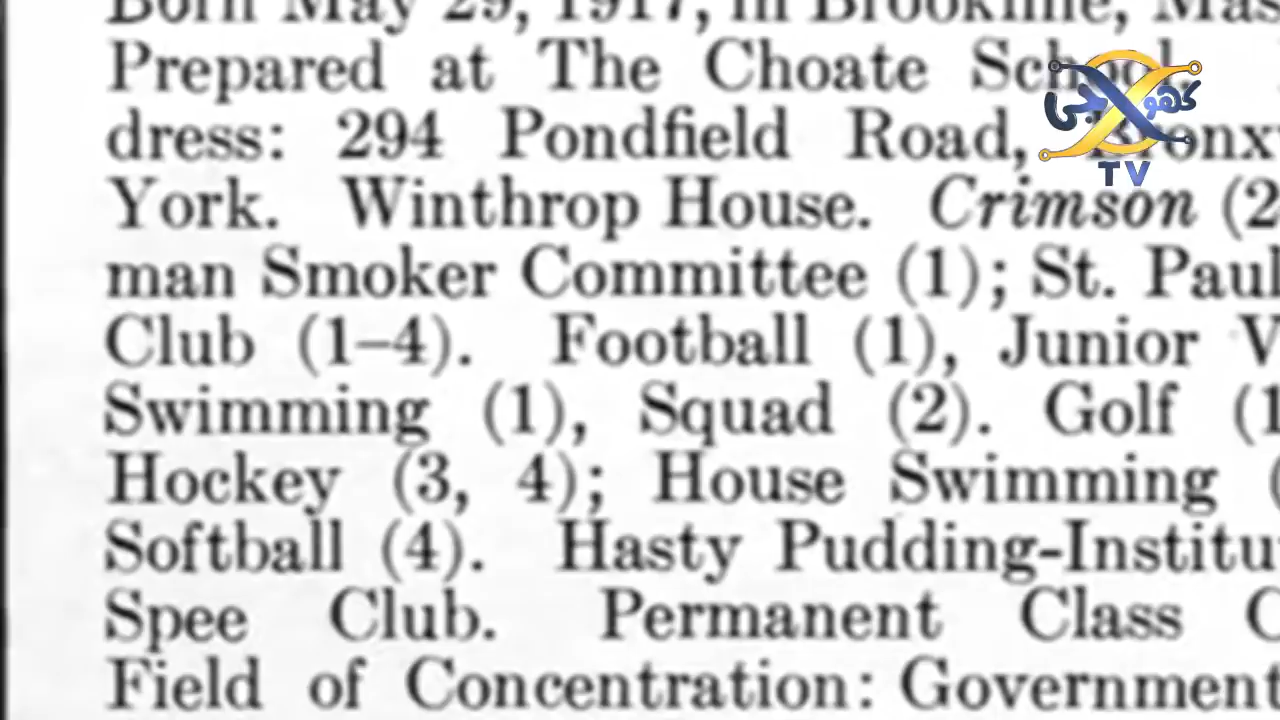 Born May 29, 1917, in Brookline, Mas
Prepared at The Choate School.
dress: 294 Pondfield Road, Bronx
York. Winthrop House. Crimson (2
man Smoker Committee (1); St. Paul
Club (1–4). Football (1), Junior V
Swimming (1), Squad (2). Golf (1
Hockey (3, 4); House Swimming (
Softball (4). Hasty Pudding-Institu
Spee Club. Permanent Class C
Field of Concentration: Government
کھوجی
TV